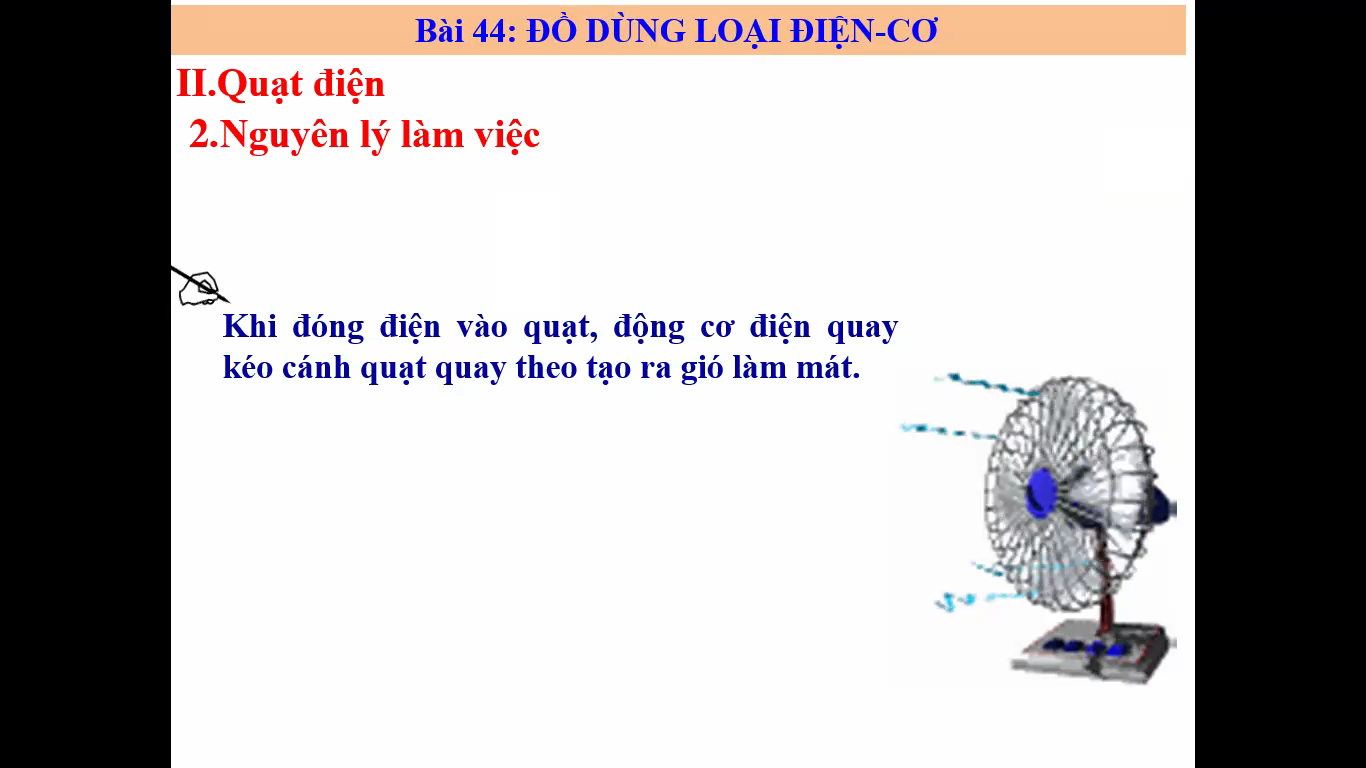 Bài 44: ĐỒ DÙNG LOẠI ĐIỆN-CƠ
II.Quạt điện
2.Nguyên lý làm việc
Khi đóng điện vào quạt, động cơ điện quay
kéo cánh quạt quay theo tạo ra gió làm mát.